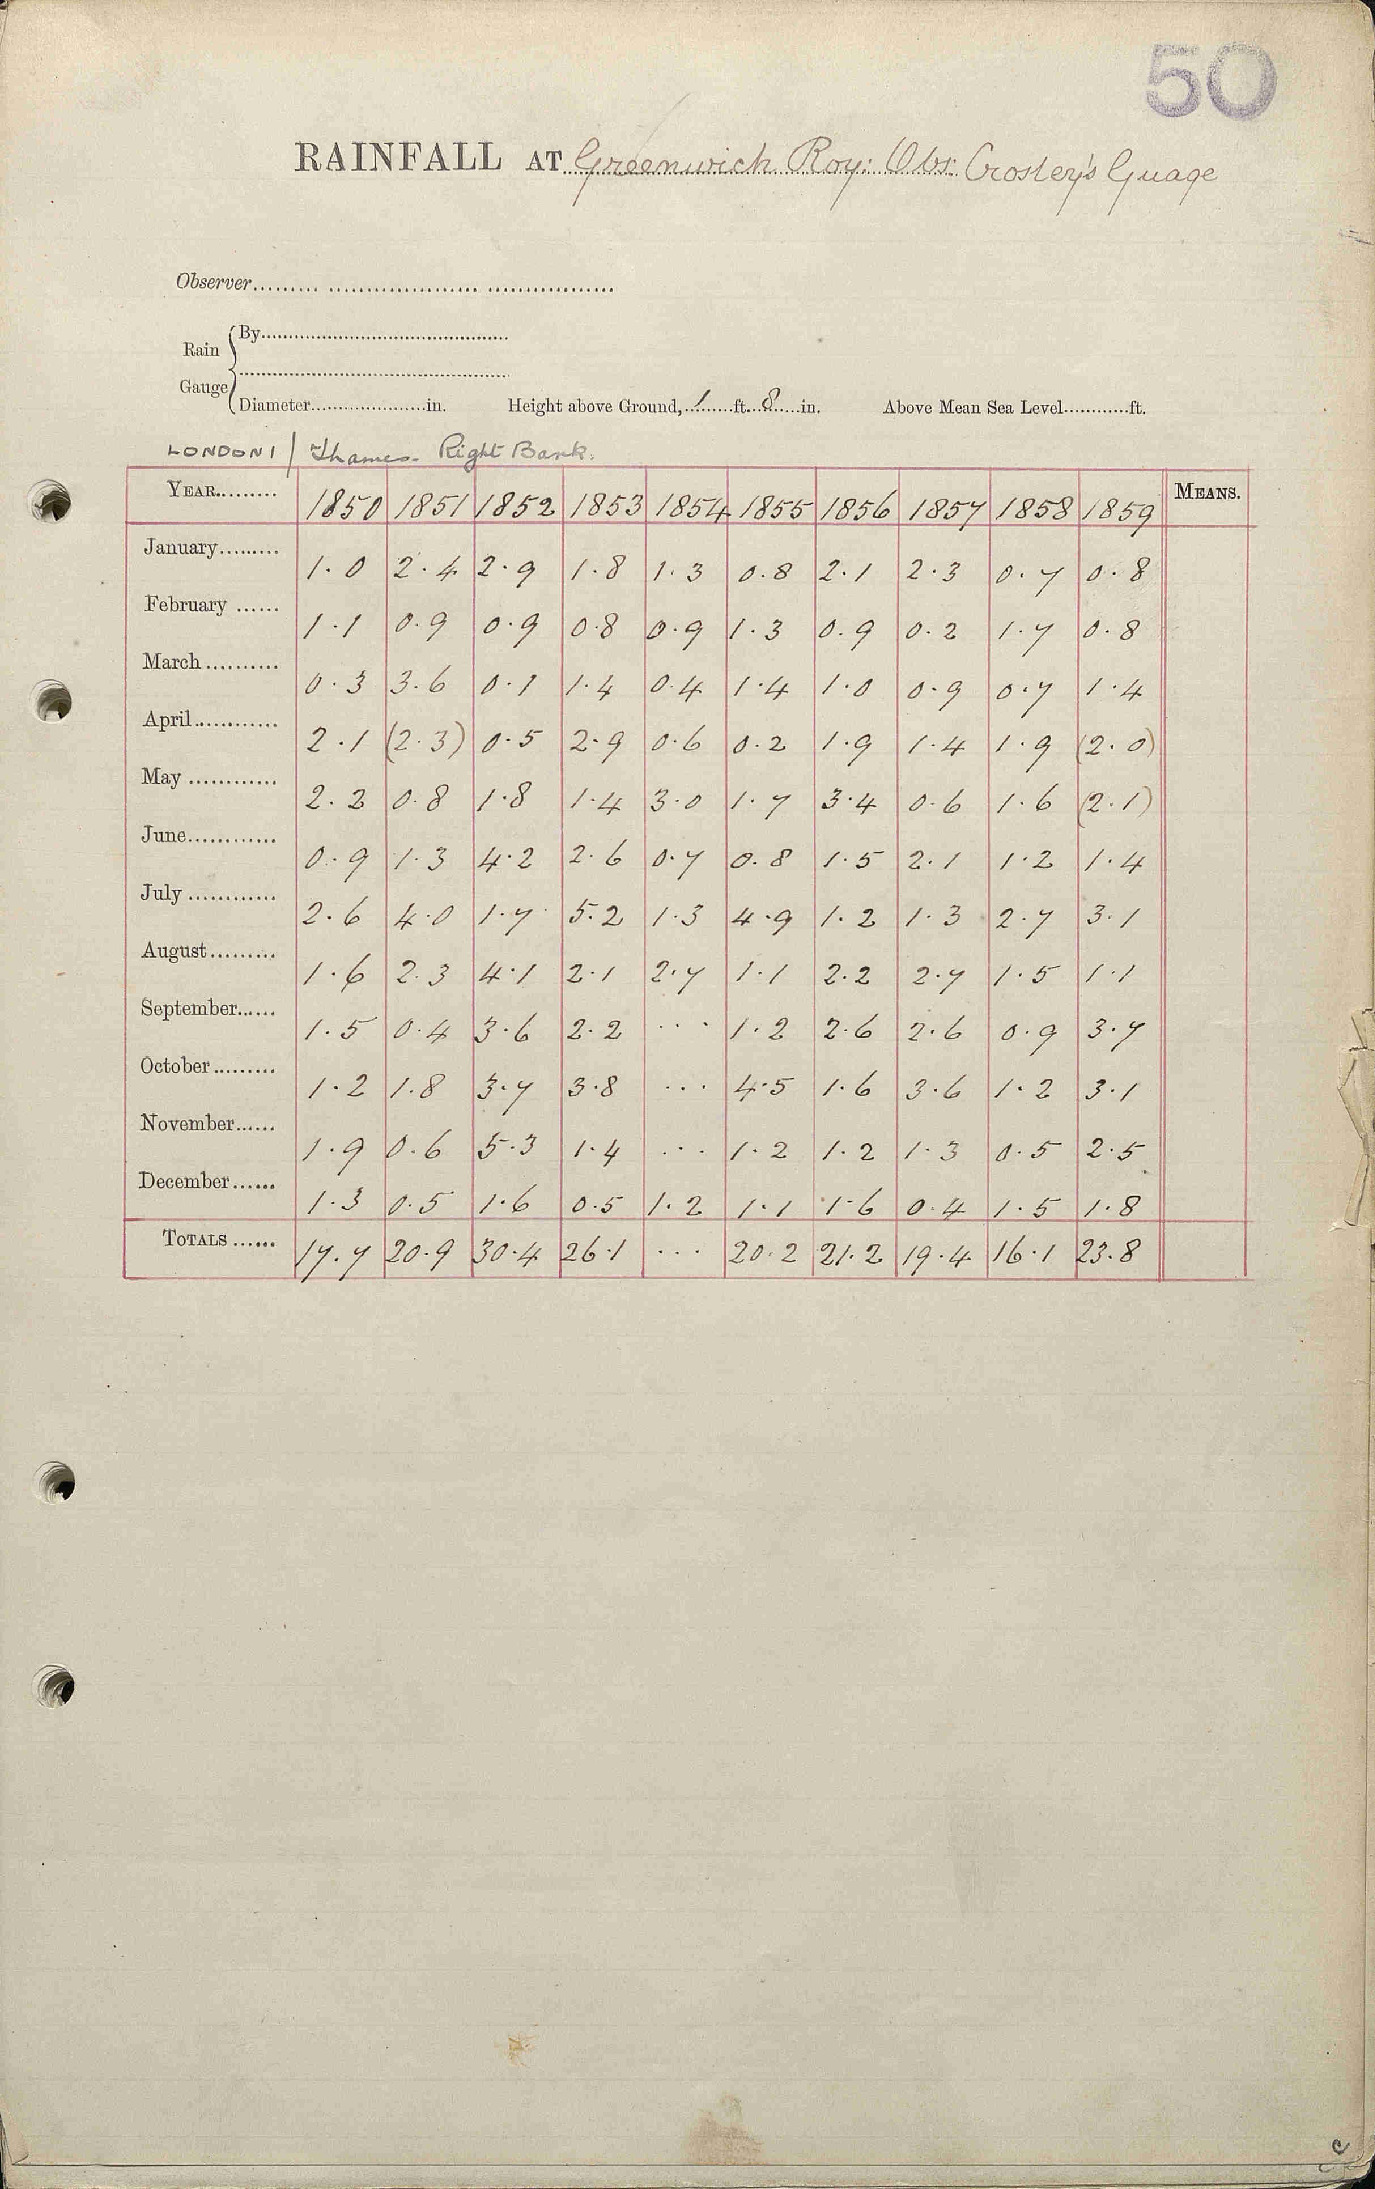 50
RAINFALL AT Greenwich Roy: Obs: Crosley's Guage
Observer
Rain Gauge
By
Diameter in. Height above Ground, 1 ft. 8 in. Above Mean Sea Level ft.
LONDON 1 / Thames. Right Bank.
YEAR 1850 1851 1852 1853 1854 1855 1856 1857 1858 1859 MEANS.
January 1.0 2.4 2.9 1.8 1.3 0.8 2.1 2.3 0.7 0.8
February 1.1 0.9 0.9 0.8 0.9 1.3 0.9 0.2 1.7 0.8
March 0.3 3.6 0.1 1.4 0.4 1.4 1.0 0.9 0.7 1.4
April 2.1 (2.3) 0.5 2.9 0.6 0.2 1.9 1.4 1.9 (2.0)
May 2.2 0.8 1.8 1.4 3.0 1.7 3.4 0.6 1.6 (2.1)
June 0.9 1.3 4.2 2.6 0.7 0.8 1.5 2.1 1.2 1.4
July 2.6 4.0 1.7 5.2 1.3 4.9 1.2 1.3 2.7 3.1
August 1.6 2.3 4.1 2.1 2.7 1.1 2.2 2.7 1.5 1.1
September 1.5 0.4 3.6 2.2 ... 1.2 2.6 2.6 0.9 3.7
October 1.2 1.8 3.7 3.8 ... 4.5 1.6 3.6 1.2 3.1
November 1.9 0.6 5.3 1.4 ... 1.2 1.2 1.3 0.5 2.5
December 1.3 0.5 1.6 0.5 1.2 1.1 1.6 0.4 1.5 1.8
TOTALS 17.7 20.9 30.4 26.1 ... 20.2 21.2 19.4 16.1 23.8